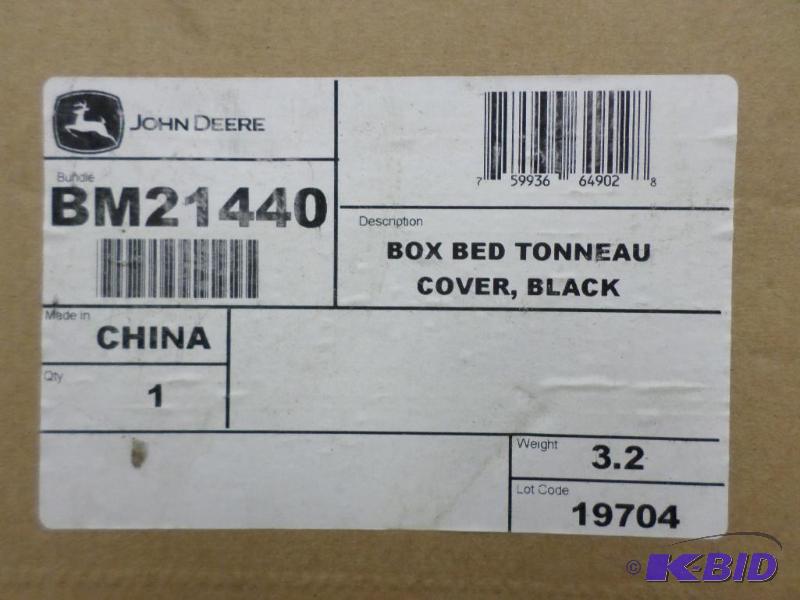 JOHN DEERE
Bundle
BM21440
7 59936 64902 8
Description
BOX BED TONNEAU
COVER, BLACK
Made in
CHINA
Qty
1
Weight
3.2
Lot Code
19704
© K-BID